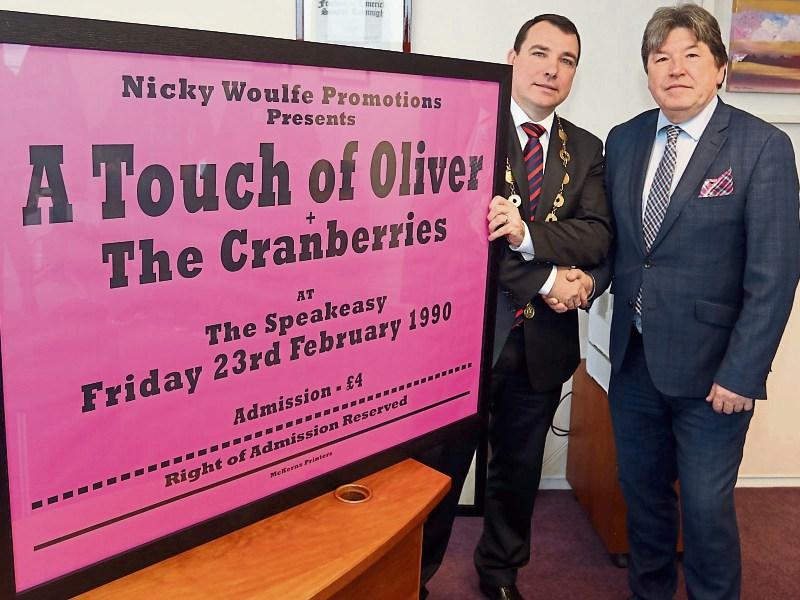 Nicky Woulfe Promotions
Presents
A Touch of Oliver
+
The Cranberries
AT
The Speakeasy
Friday 23rd February 1990
Admission - £4
Right of Admission Reserved
McKerns Printers